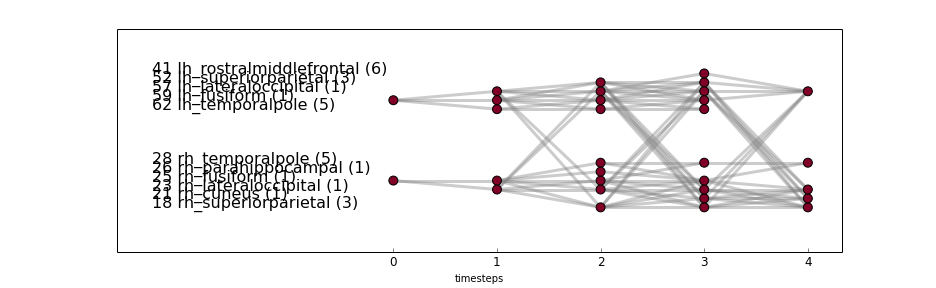 41 lh_rostralmiddlefrontal (6)
52 lh_superiorparietal (3)
57 lh_lateraloccipital (1)
59 lh_fusiform (1)
62 lh_temporalpole (5)
28 rh_temporalpole (5)
26 rh_parahippocampal (1)
25 rh_fusiform (1)
23 rh_lateraloccipital (1)
21 rh_cuneus (1)
18 rh_superiorparietal (3)
0 1 2 3 4
timesteps